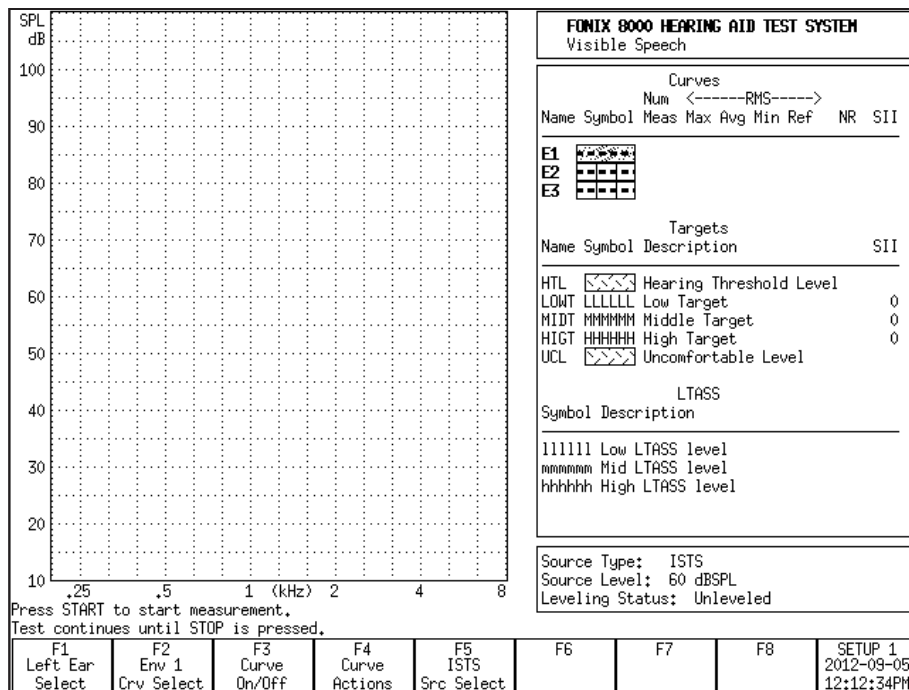 SPL
dB
100
90
80
70
60
50
40
30
20
10
.25 .5 1 (kHz) 2 4 8
Press START to start measurement.
Test continues until STOP is pressed.
FONIX 8000 HEARING AID TEST SYSTEM
Visible Speech
Curves
Num <------RMS----->
Name Symbol Meas Max Avg Min Ref NR SII
E1
E2
E3
Targets
Name Symbol Description SII
HTL Hearing Threshold Level
LOWT LLLLLL Low Target 0
MIDT MMMMMM Middle Target 0
HIGT HHHHHH High Target 0
UCL Uncomfortable Level
LTASS
Symbol Description
llllll Low LTASS level
mmmmmm Mid LTASS level
hhhhhh High LTASS level
Source Type: ISTS
Source Level: 60 dBSPL
Leveling Status: Unleveled
F1 F2 F3 F4 F5 F6 F7 F8 SETUP 1
Left Ear Env 1 Curve Curve ISTS 2012-09-05
Select Crv Select On/Off Actions Src Select 12:12:34PM